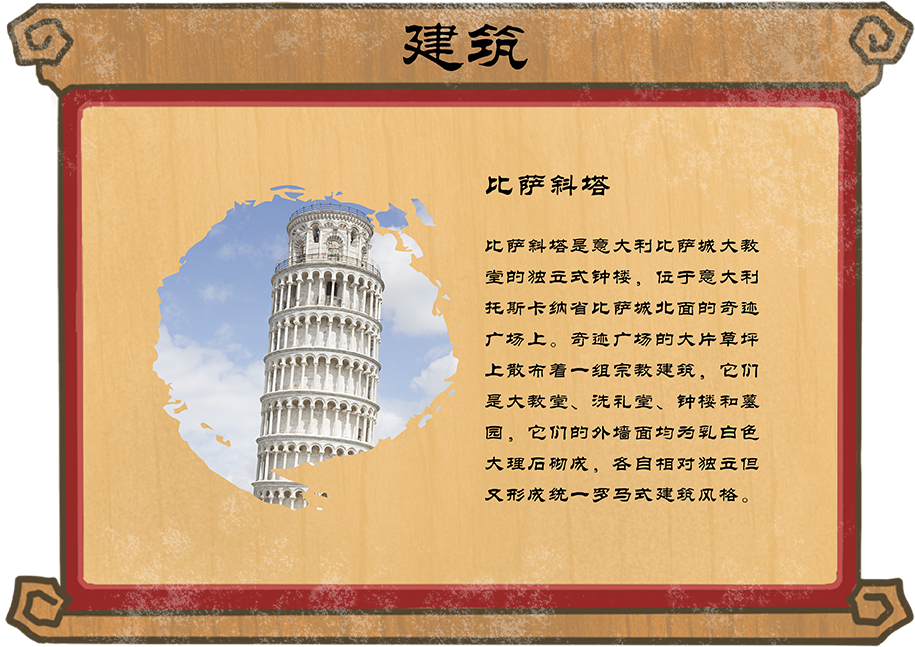 建筑
比萨斜塔
比萨斜塔是意大利比萨城大教
堂的独立式钟楼，位于意大利
托斯卡纳省比萨城北面的奇迹
广场上。奇迹广场的大片草坪
上散布着一组宗教建筑，它们
是大教堂、洗礼堂、钟楼和墓
园，它们的外墙面均为乳白色
大理石砌成，各自相对独立但
又形成统一罗马式建筑风格。